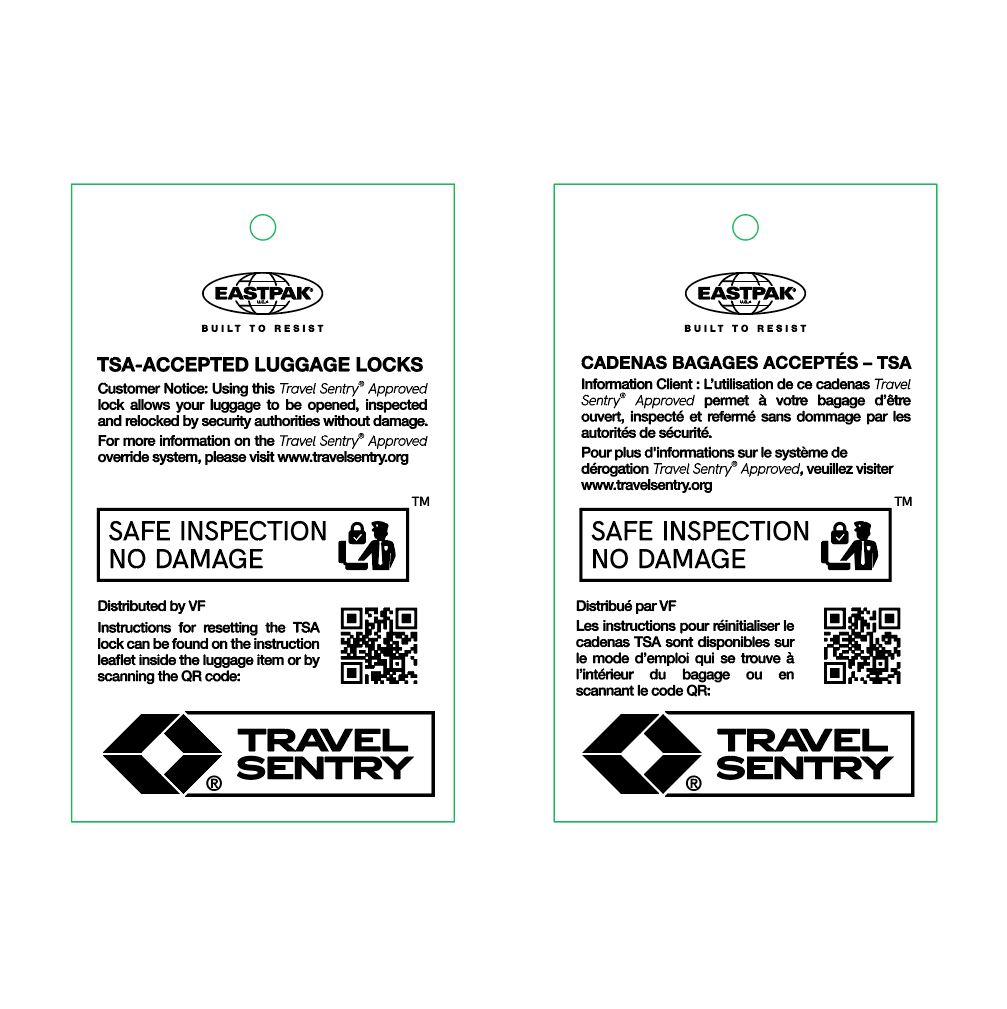 EASTPAK®
U.S.A
BUILT TO RESIST
TSA-ACCEPTED LUGGAGE LOCKS
Customer Notice: Using this Travel Sentry® Approved
lock allows your luggage to be opened, inspected
and relocked by security authorities without damage.
For more information on the Travel Sentry® Approved
override system, please visit www.travelsentry.org
TM
SAFE INSPECTION
NO DAMAGE
Distributed by VF
Instructions for resetting the TSA
lock can be found on the instruction
leaflet inside the luggage item or by
scanning the QR code:
TRAVEL
SENTRY
®
EASTPAK®
U.S.A
BUILT TO RESIST
CADENAS BAGAGES ACCEPTÉS – TSA
Information Client : L’utilisation de ce cadenas Travel
Sentry® Approved permet à votre bagage d’être
ouvert, inspecté et refermé sans dommage par les
autorités de sécurité.
Pour plus d'informations sur le système de
dérogation Travel Sentry® Approved, veuillez visiter
www.travelsentry.org
TM
SAFE INSPECTION
NO DAMAGE
Distribué par VF
Les instructions pour réinitialiser le
cadenas TSA sont disponibles sur
le mode d’emploi qui se trouve à
l’intérieur du bagage ou en
scannant le code QR:
TRAVEL
SENTRY
®